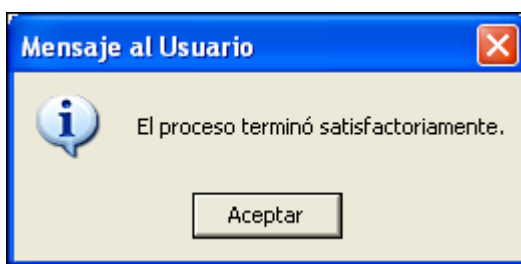 Mensaje al Usuario
El proceso terminó satisfactoriamente.
Aceptar